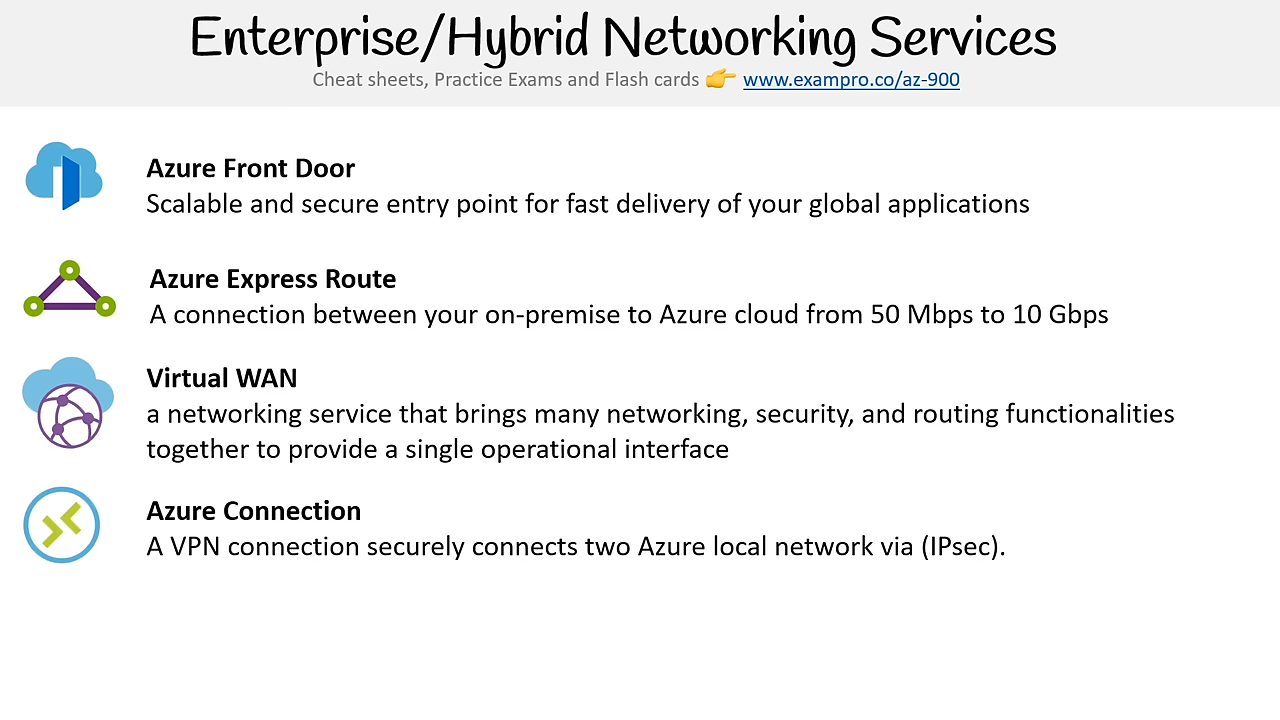 Enterprise/Hybrid Networking Services
Cheat sheets, Practice Exams and Flash cards 👉 www.exampro.co/az-900
Azure Front Door
Scalable and secure entry point for fast delivery of your global applications
Azure Express Route
A connection between your on-premise to Azure cloud from 50 Mbps to 10 Gbps
Virtual WAN
a networking service that brings many networking, security, and routing functionalities
together to provide a single operational interface
Azure Connection
A VPN connection securely connects two Azure local network via (IPsec).